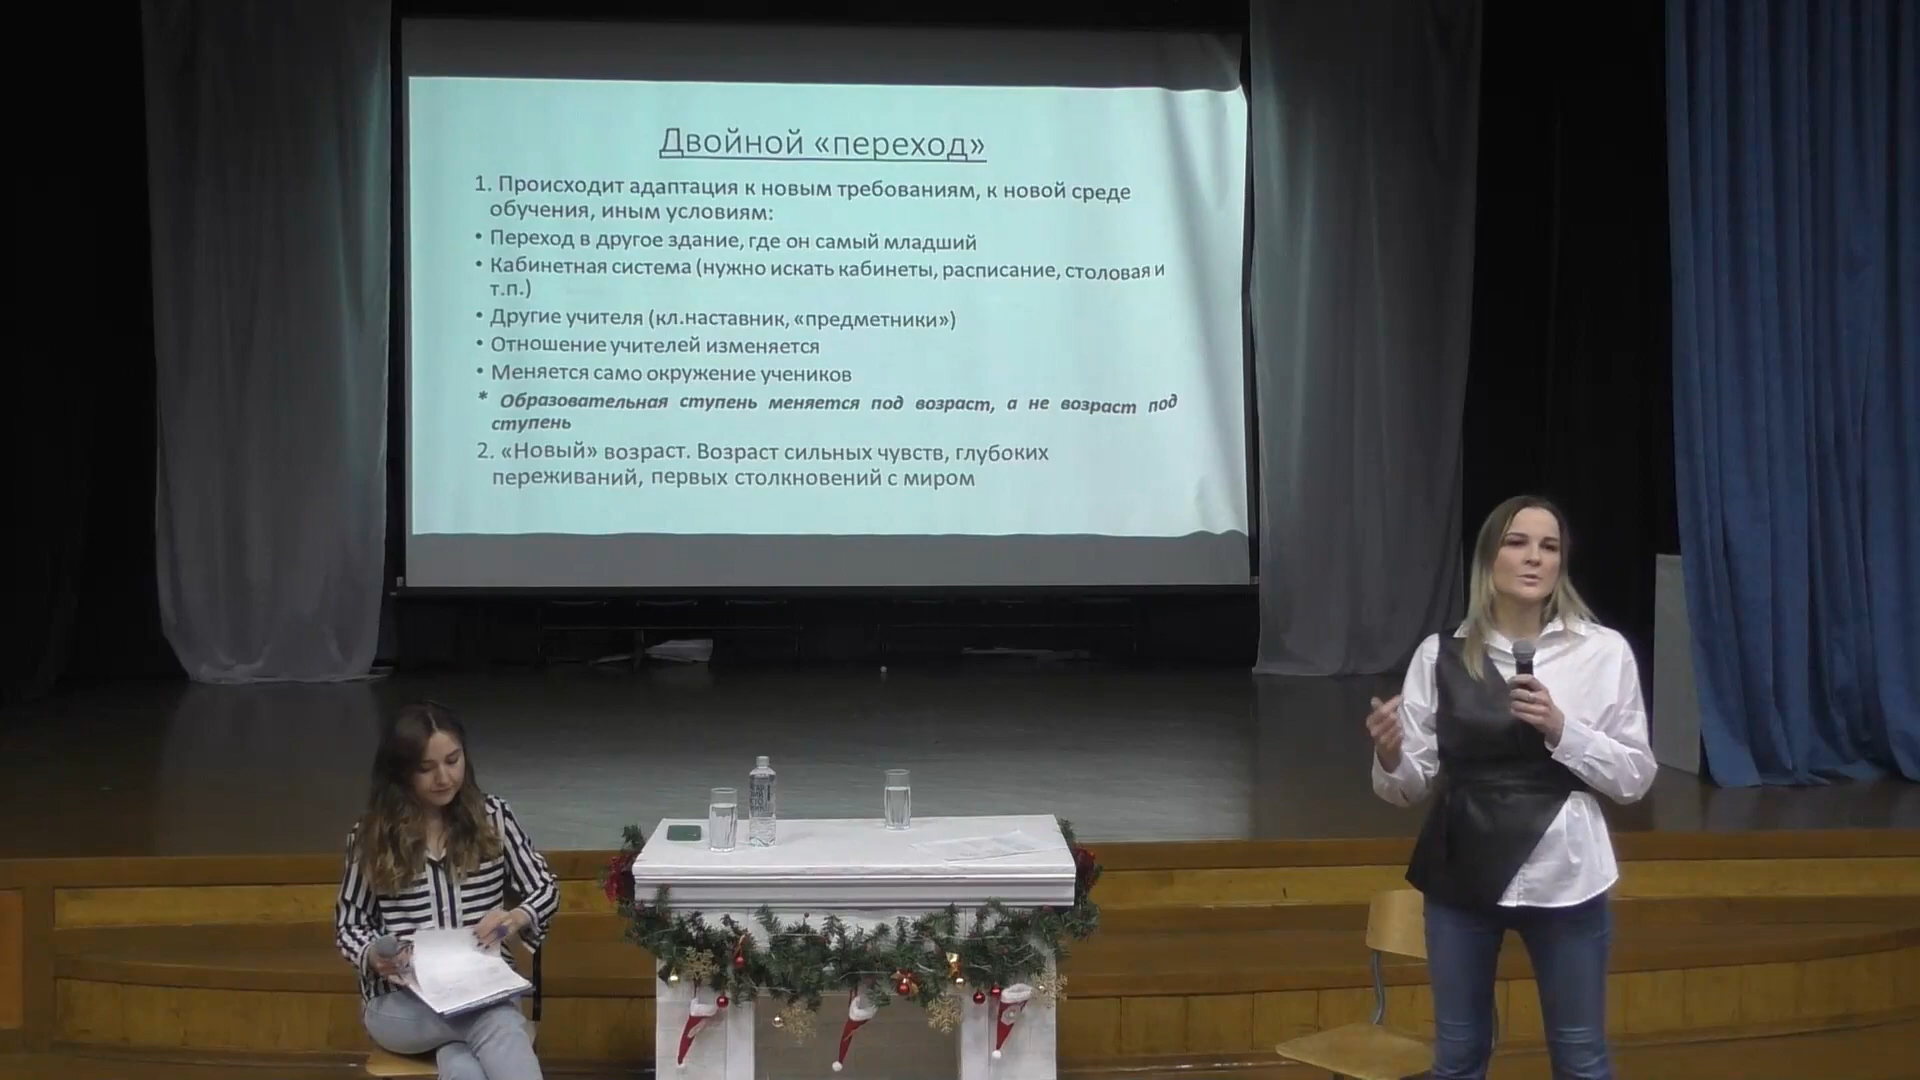 Двойной «переход»
1. Происходит адаптация к новым требованиям, к новой среде
обучения, иным условиям:
• Переход в другое здание, где он самый младший
• Кабинетная система (нужно искать кабинеты, расписание, столовая и
т.п.)
• Другие учителя (кл.наставник, «предметники»)
• Отношение учителей изменяется
• Меняется само окружение учеников
* Образовательная ступень меняется под возраст, а не возраст под
ступень
2. «Новый» возраст. Возраст сильных чувств, глубоких
переживаний, первых столкновений с миром